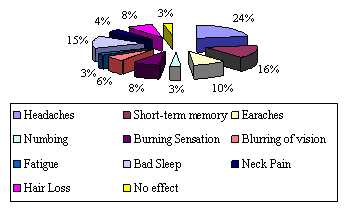 3%
8%
4%
24%
15%
3%
6%
16%
8%
3%
10%
Headaches Short-term memory Earaches
Numbing Burning Sensation Blurring of vision
Fatigue Bad Sleep Neck Pain
Hair Loss No effect